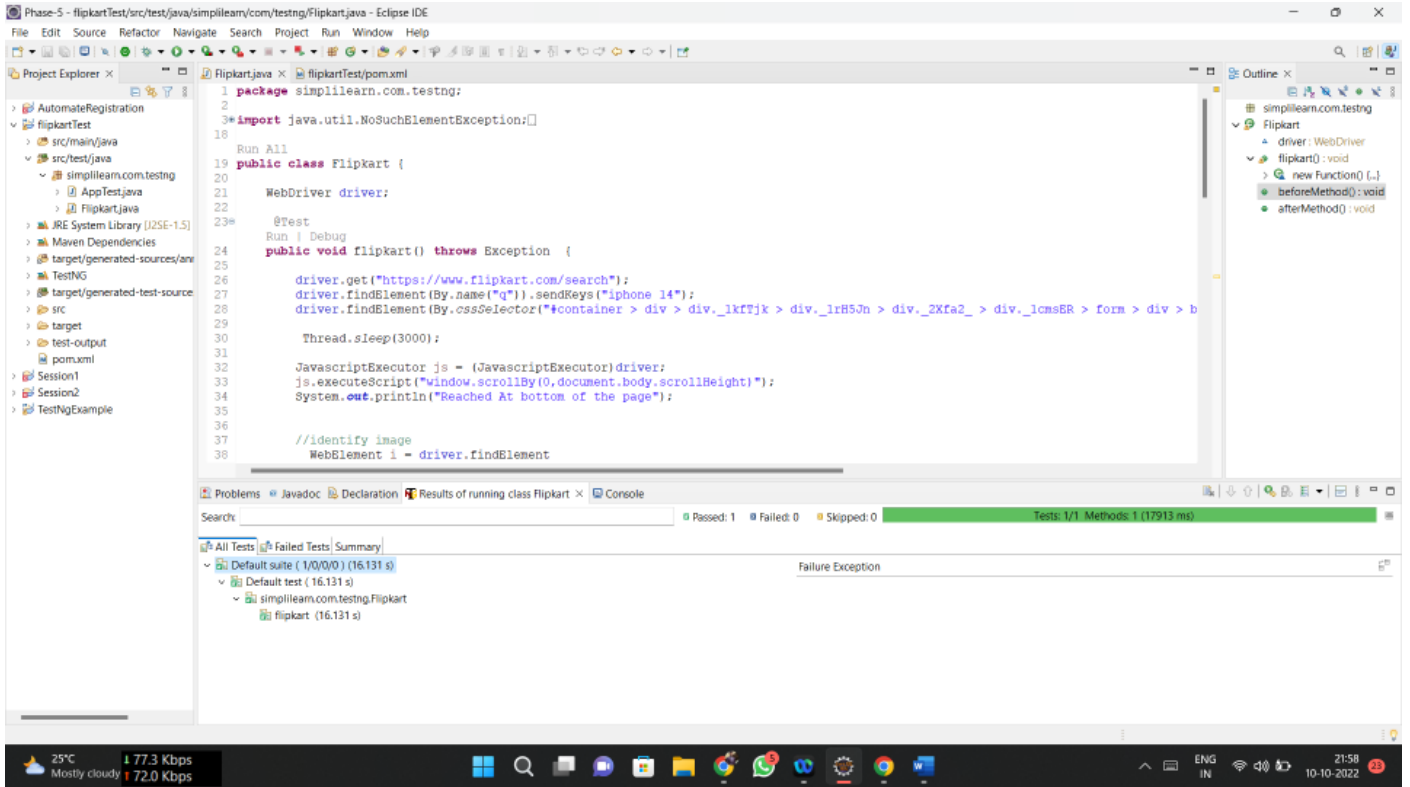 Phase-5 - flipkartTest/src/test/java/simplilearn/com/testng/Flipkart.java - Eclipse IDE
File Edit Source Refactor Navigate Search Project Run Window Help
Project Explorer
AutomateRegistration
flipkartTest
src/main/java
src/test/java
simplilearn.com.testng
AppTest.java
Flipkart.java
JRE System Library [J2SE-1.5]
Maven Dependencies
target/generated-sources/ann
TestNG
target/generated-test-source
src
target
test-output
pom.xml
Session1
Session2
TestNgExample
Flipkart.java flipkartTest/pom.xml
1 package simplilearn.com.testng;
2
3 import java.util.NoSuchElementException;
18
Run All
19 public class Flipkart {
20
21 WebDriver driver;
22
23 @Test
Run | Debug
24 public void flipkart() throws Exception {
25
26 driver.get("https://www.flipkart.com/search");
27 driver.findElement(By.name("q")).sendKeys("iphone 14");
28 driver.findElement(By.cssSelector("#container > div > div._1kfTjk > div._1rH5Jn > div._2Xfa2_ > div._1cmsER > form > div > b
29
30 Thread.sleep(3000);
31
32 JavascriptExecutor js = (JavascriptExecutor)driver;
33 js.executeScript("window.scrollBy(0,document.body.scrollHeight)");
34 System.out.println("Reached At bottom of the page");
35
36
37 //identify image
38 WebElement i = driver.findElement
Outline
simplilearn.com.testng
Flipkart
driver : WebDriver
flipkart() : void
new Function() {...}
beforeMethod() : void
afterMethod() : void
Problems Javadoc Declaration Results of running class Flipkart Console
Search: Passed: 1 Failed: 0 Skipped: 0 Tests: 1/1 Methods: 1 (17913 ms)
All Tests Failed Tests Summary
Default suite ( 1/0/0/0 ) (16.131 s)
Default test ( 16.131 s)
simplilearn.com.testng.Flipkart
flipkart (16.131 s)
Failure Exception
25°C
Mostly cloudy
77.3 Kbps
72.0 Kbps
5
ENG
IN
21:58
10-10-2022
23